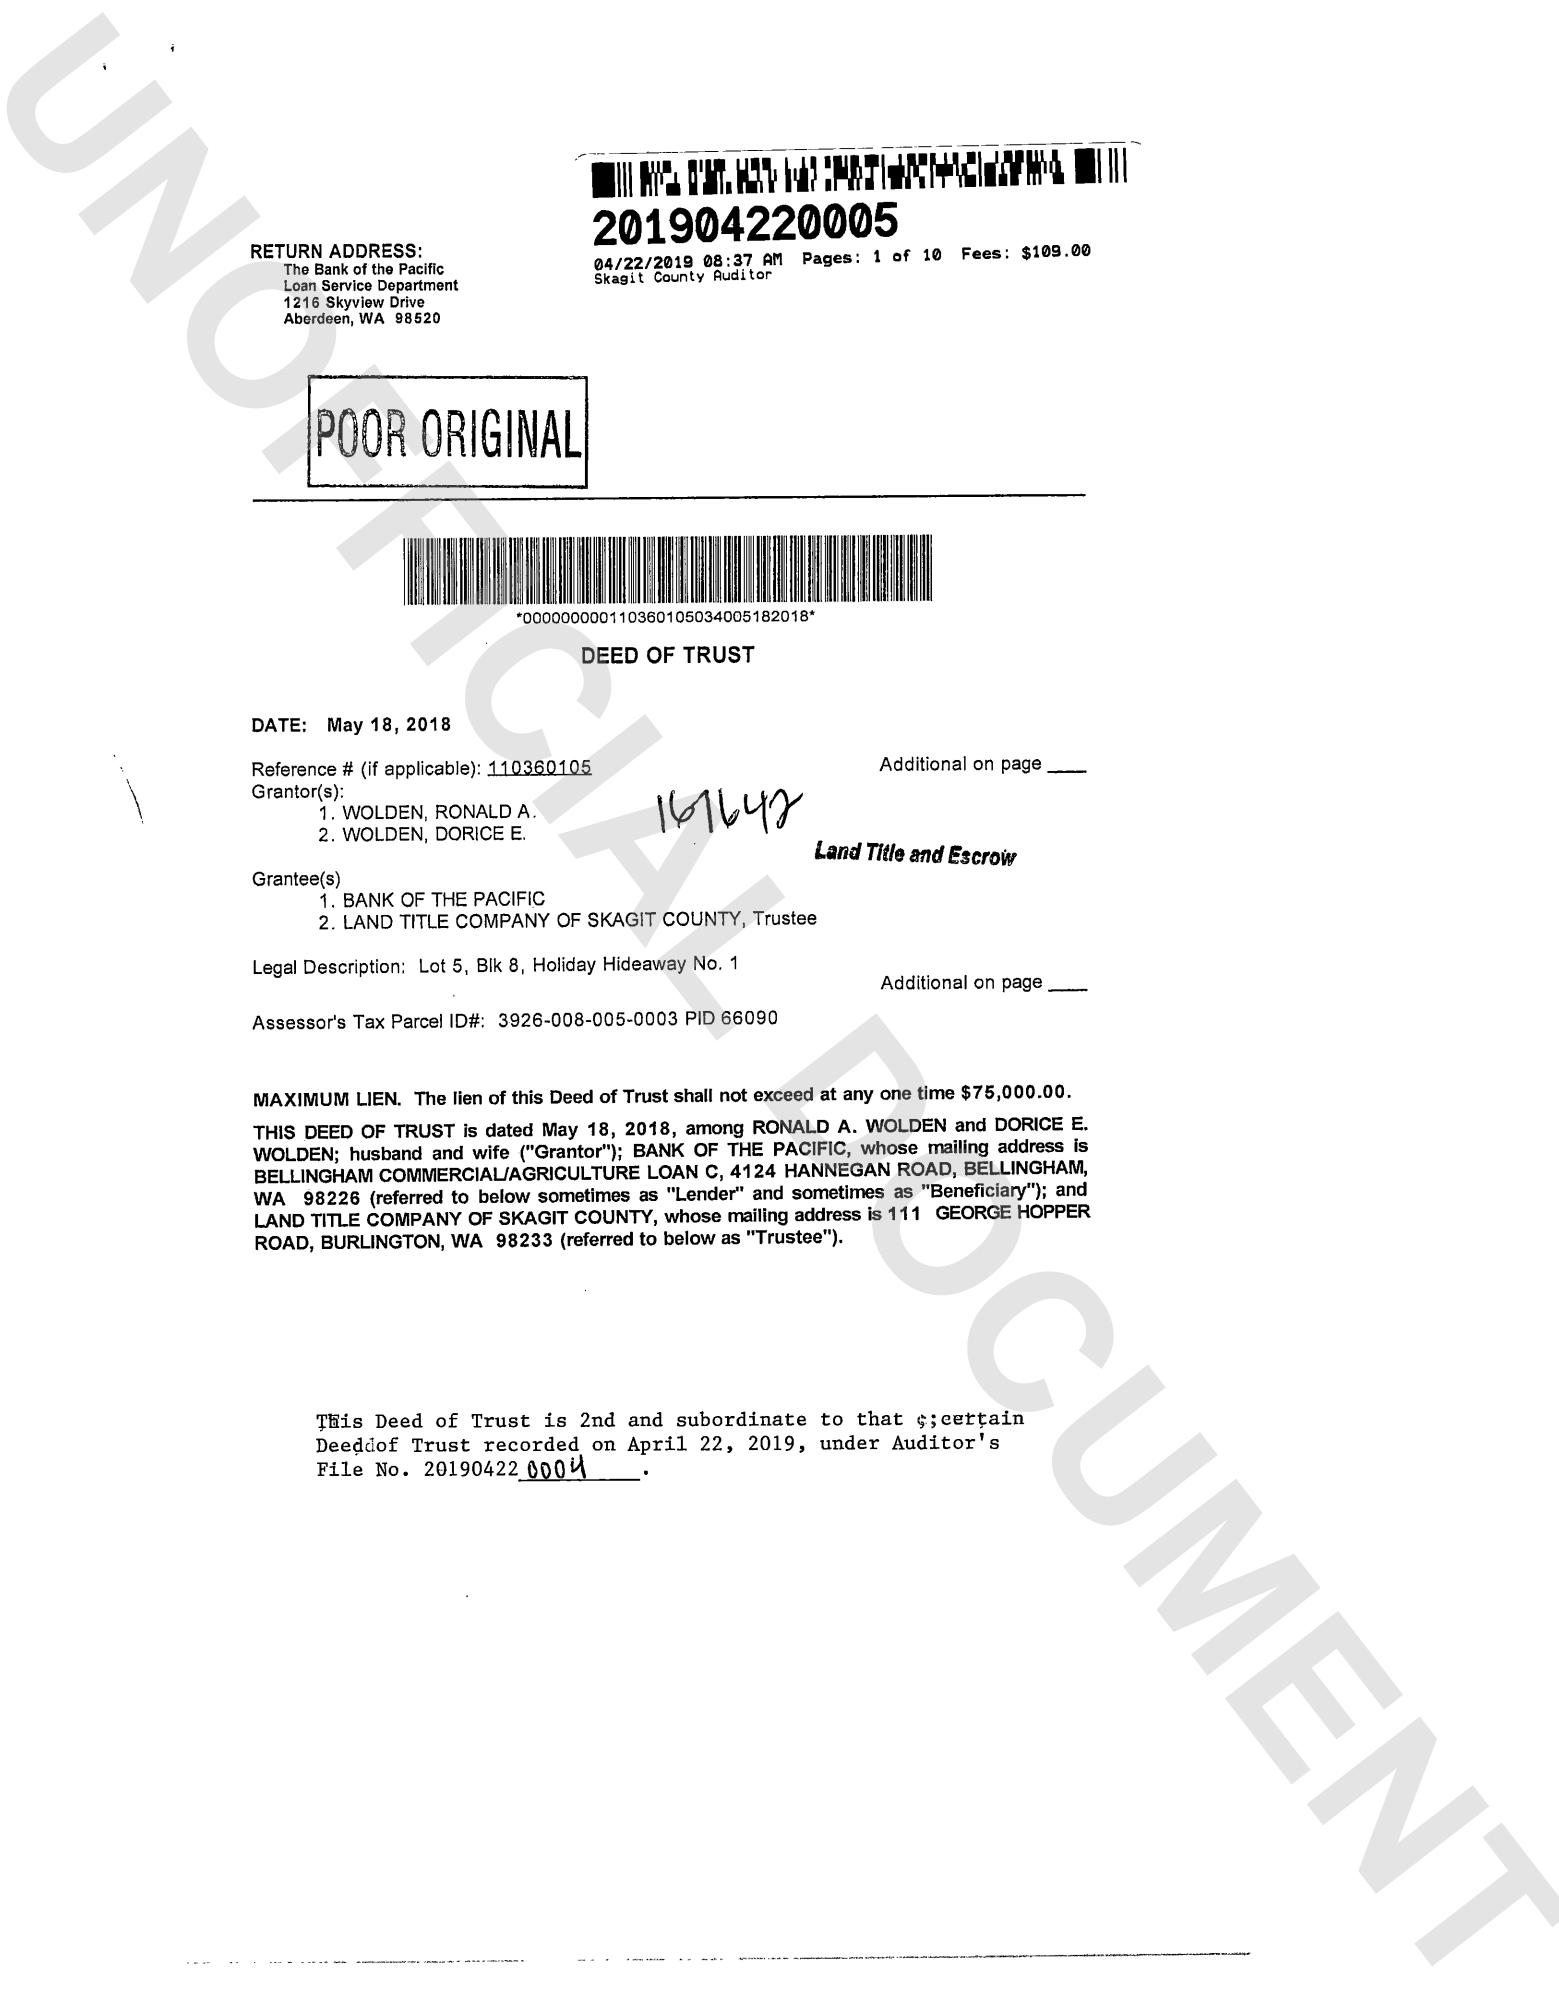 201904220005
04/22/2019 08:37 AM Pages: 1 of 10 Fees: $109.00
Skagit County Auditor
RETURN ADDRESS:
The Bank of the Pacific
Loan Service Department
1216 Skyview Drive
Aberdeen, WA 98520
POOR ORIGINAL
*000000000110360105034005182018*
DEED OF TRUST
DATE: May 18, 2018
Reference # (if applicable): 110360105 Additional on page ____
Grantor(s):
1. WOLDEN, RONALD A.
2. WOLDEN, DORICE E.
167642
Land Title and Escrow
Grantee(s)
1. BANK OF THE PACIFIC
2. LAND TITLE COMPANY OF SKAGIT COUNTY, Trustee
Legal Description: Lot 5, Blk 8, Holiday Hideaway No. 1
Additional on page ____
Assessor's Tax Parcel ID#: 3926-008-005-0003 PID 66090
MAXIMUM LIEN. The lien of this Deed of Trust shall not exceed at any one time $75,000.00.
THIS DEED OF TRUST is dated May 18, 2018, among RONALD A. WOLDEN and DORICE E.
WOLDEN; husband and wife ("Grantor"); BANK OF THE PACIFIC, whose mailing address is
BELLINGHAM COMMERCIAL/AGRICULTURE LOAN C, 4124 HANNEGAN ROAD, BELLINGHAM,
WA 98226 (referred to below sometimes as "Lender" and sometimes as "Beneficiary"); and
LAND TITLE COMPANY OF SKAGIT COUNTY, whose mailing address is 111 GEORGE HOPPER
ROAD, BURLINGTON, WA 98233 (referred to below as "Trustee").
This Deed of Trust is 2nd and subordinate to that c;certain
Deeddof Trust recorded on April 22, 2019, under Auditor's
File No. 20190422 0004 .
UNOFFICIAL DOCUMENT